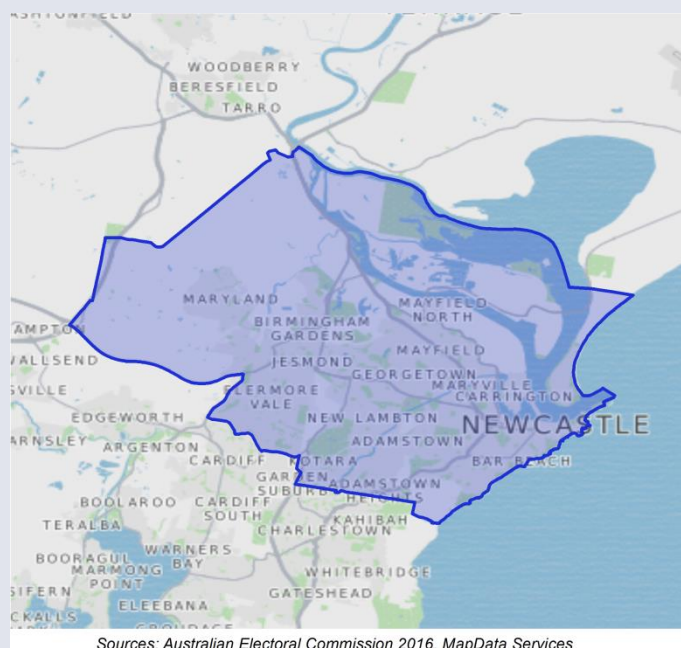 ASHTONFIELD
WOODBERRY
BERESFIELD
TARRO
MARYLAND
MAYFIELD
NORTH
BIRMINGHAM
GARDENS
MAYFIELD
JESMOND
GEORGETOWN
WALLSEND
MARYVILLE
CARRINGTON
ELERMORE
VALE
EDGEWORTH
NEW LAMBTON
NEWCASTLE
ARGENTON
ADAMSTOWN
CARDIFF
KOTARA
BAR BEACH
GARDEN
SUBURB
ADAMSTOWN
HEIGHTS
BOOLAROO
CARDIFF
SOUTH
KAHIBAH
TERALBA
CHARLESTOWN
WARNERS
BAY
BOORAGUL
MARMONG
POINT
WHITEBRIDGE
GATESHEAD
ELEEBANA
Sources: Australian Electoral Commission 2016, MapData Services